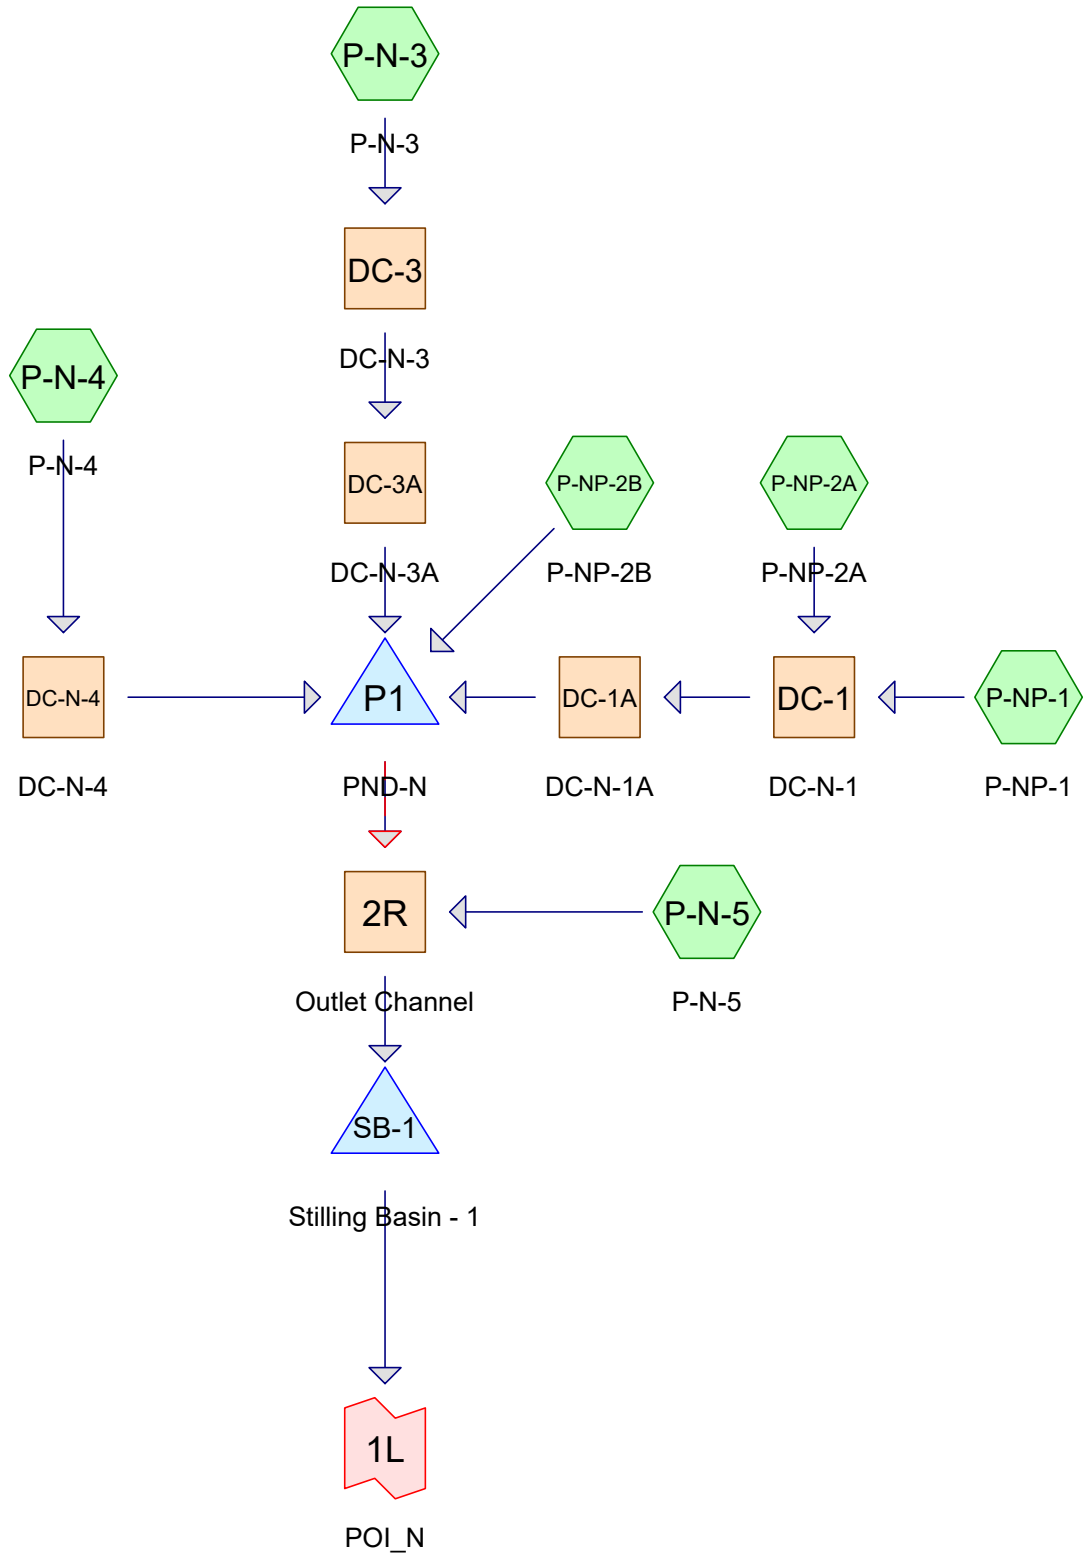 P-N-3
P-N-3
DC-3
DC-N-3
P-N-4
P-N-4
DC-3A
DC-N-3A
P-NP-2B
P-NP-2B
P-NP-2A
P-NP-2A
DC-N-4
DC-N-4
P1
PND-N
DC-1A
DC-N-1A
DC-1
DC-N-1
P-NP-1
P-NP-1
2R
Outlet Channel
P-N-5
P-N-5
SB-1
Stilling Basin - 1
1L
POI_N